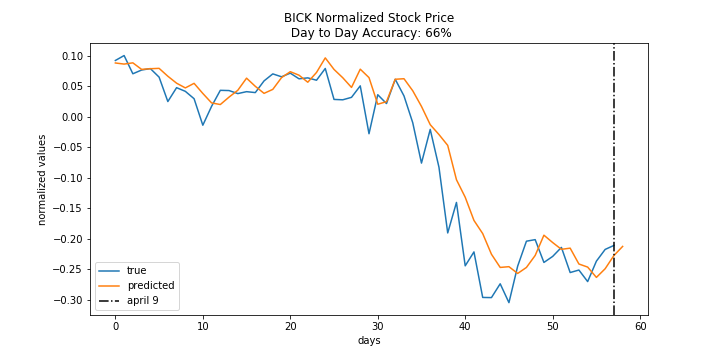 BICK Normalized Stock Price
Day to Day Accuracy: 66%
normalized values
0.10
0.05
0.00
−0.05
−0.10
−0.15
−0.20
−0.25
−0.30
true
predicted
april 9
0 10 20 30 40 50 60
days